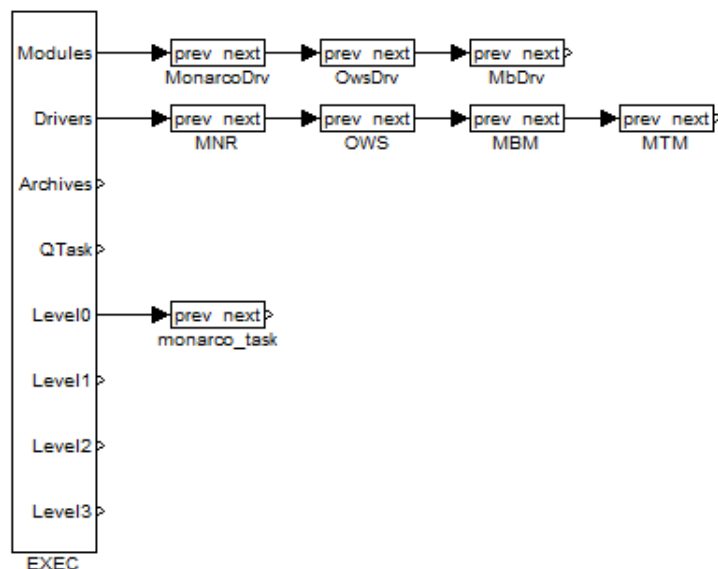 Modules
prev next
prev next
prev next
MonarcoDrv
OwsDrv
MbDrv
Drivers
prev next
prev next
prev next
prev next
MNR
OWS
MBM
MTM
Archives
QTask
Level0
prev next
monarco_task
Level1
Level2
Level3
EXEC